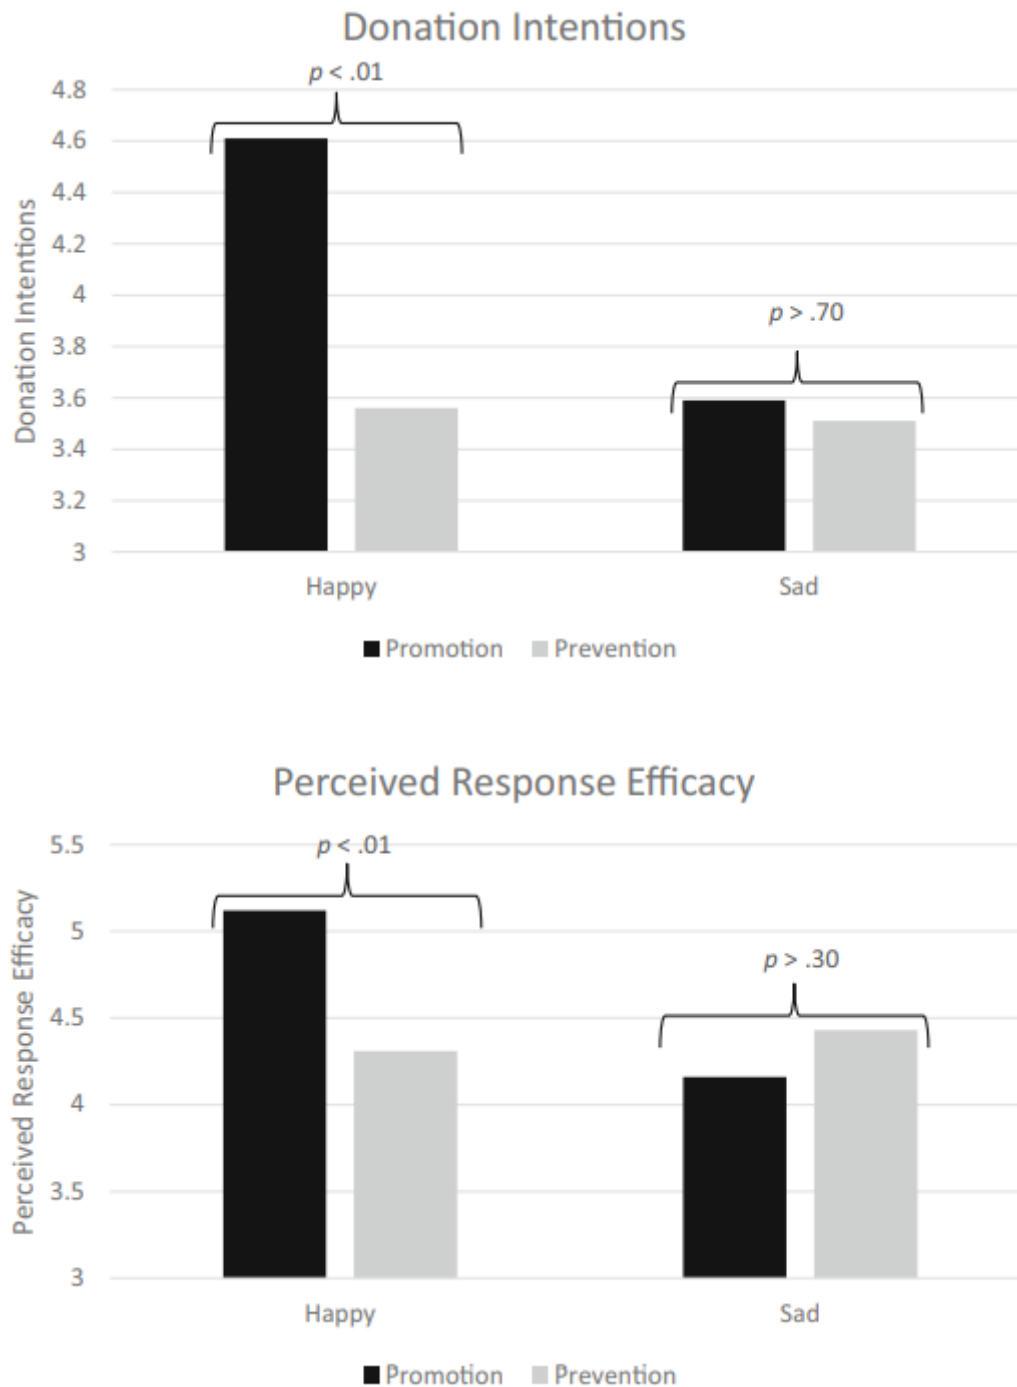 Donation Intentions
p < .01
4.8
4.6
4.4
4.2
4
p > .70
3.8
3.6
3.4
3.2
3
Donation Intentions
Happy
Sad
Promotion Prevention
Perceived Response Efficacy
p < .01
5.5
5
p > .30
4.5
4
3.5
3
Perceived Response Efficacy
Happy
Sad
Promotion Prevention